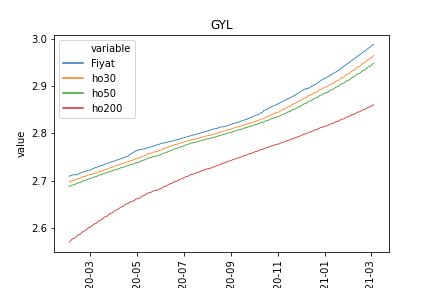 GYL
3.0
2.9
2.8
2.7
2.6
value
variable
Fiyat
ho30
ho50
ho200
20-03
20-05
20-07
20-09
20-11
21-01
21-03